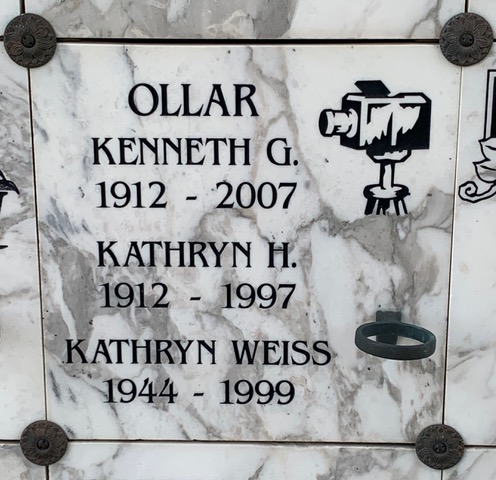 OLLAR
KENNETH G.
1912 - 2007
KATHRYN H.
1912 - 1997
KATHRYN WEISS
1944 - 1999